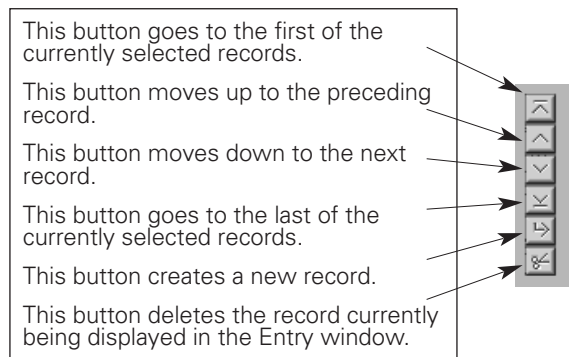 This button goes to the first of the
currently selected records.
This button moves up to the preceding
record.
This button moves down to the next
record.
This button goes to the last of the
currently selected records.
This button creates a new record.
This button deletes the record currently
being displayed in the Entry window.